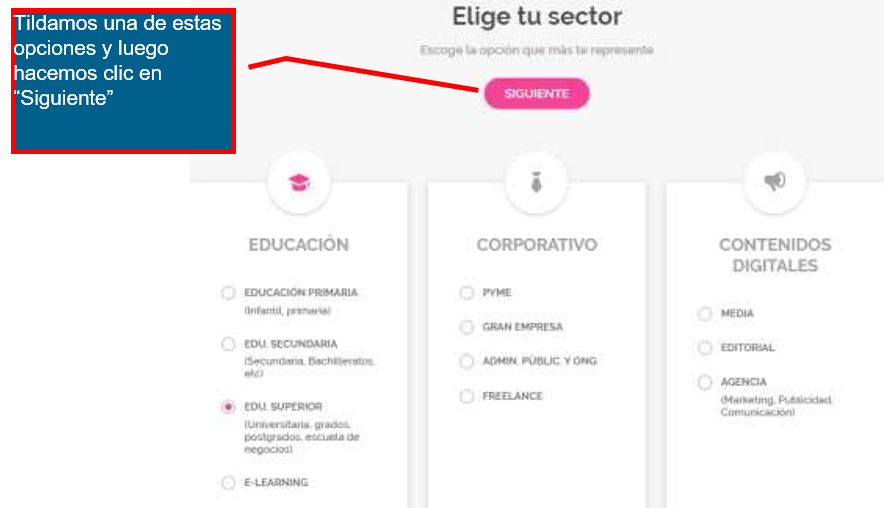 Tildamos una de estas
opciones y luego
hacemos clic en
“Siguiente”
Elige tu sector
Escoge la opción que más te represente
SIGUIENTE
EDUCACIÓN
EDUCACIÓN PRIMARIA
(Infantil, primaria)
EDU. SECUNDARIA
(Secundaria, Bachilleratos,
etc)
EDU. SUPERIOR
(Universitaria, grados,
postgrados, escuela de
negocios)
E-LEARNING
CORPORATIVO
PYME
GRAN EMPRESA
ADMIN. PÚBLIC. Y ONG
FREELANCE
CONTENIDOS
DIGITALES
MEDIA
EDITORIAL
AGENCIA
(Marketing, Publicidad,
Comunicación)